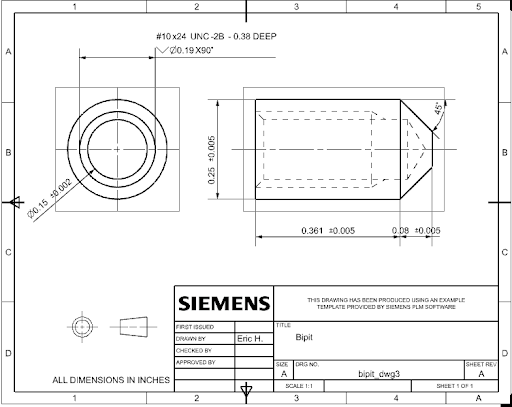 1 2 3 4 5
A A
#10 x24 UNC -2B - 0.38 DEEP
⌵Ø0.19 X90°
45°
B B
0.25 ±0.005
Ø0.15 ±0.002
0.361 ±0.005 0.08 ±0.005
C C
SIEMENS
THIS DRAWING HAS BEEN PRODUCED USING AN EXAMPLE
TEMPLATE PROVIDED BY SIEMENS PLM SOFTWARE
FIRST ISSUED
TITLE
DRAWN BY Eric H.
Bipit
CHECKED BY
APPROVED BY
D D
SIZE DRG NO. SHEET REV
A bipit_dwg3 A
ALL DIMENSIONS IN INCHES
SCALE 1:1 SHEET 1 OF 1
1 2 3 4 A